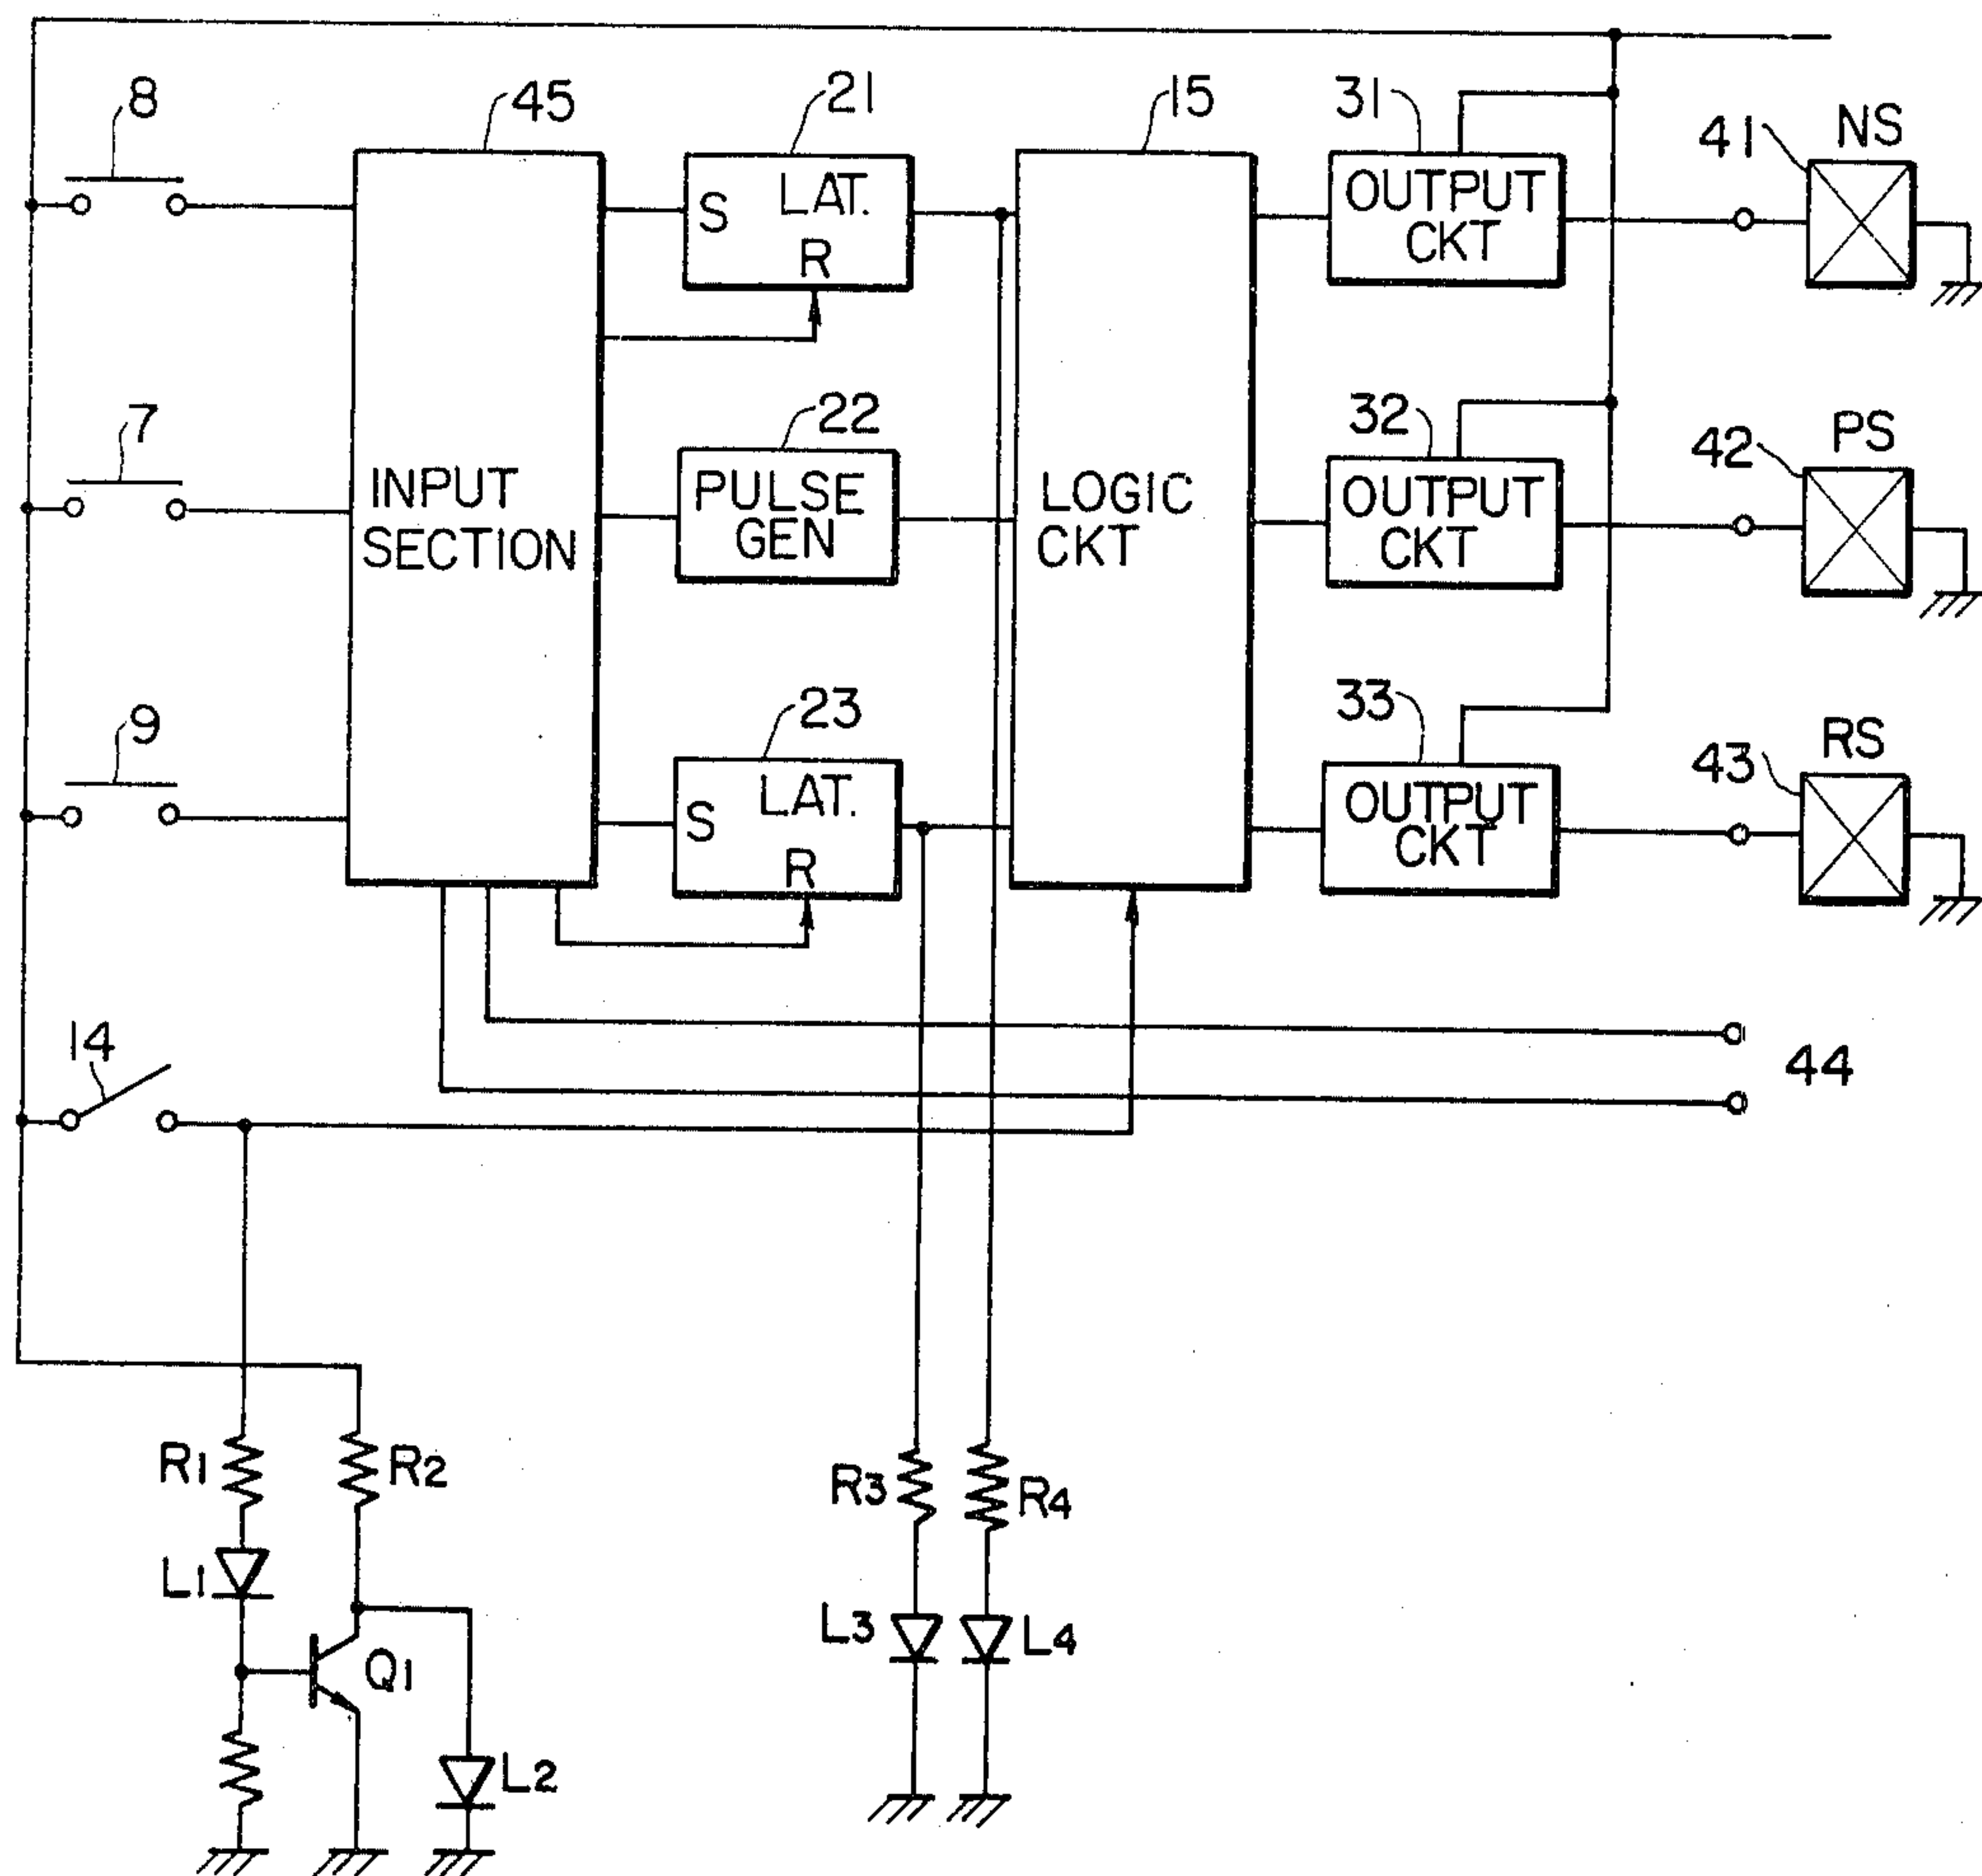 8
45
21
15
31
41
NS
S
LAT.
R
OUTPUT
CKT
7
22
32
42
PS
INPUT
SECTION
PULSE
GEN
LOGIC
CKT
OUTPUT
CKT
9
23
33
43
RS
S
LAT.
R
OUTPUT
CKT
14
44
R1
R2
R3
R4
L1
L3
L4
Q1
L2